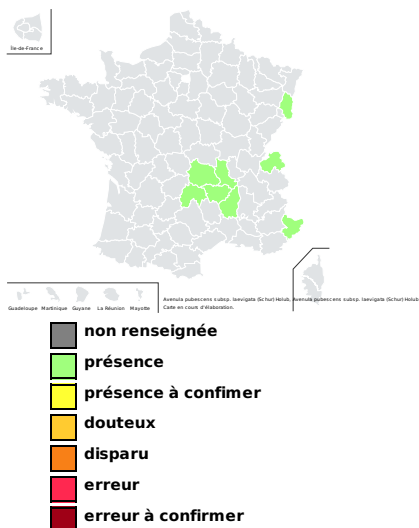 Île-de-France
Guadeloupe Martinique Guyane La Réunion Mayotte
Avenula pubescens subsp. laevigata (Schur) Holub, Avenula pubescens subsp. laevigata (Schur) Holub
Carte en cours d'élaboration.
non renseignée
présence
présence à confimer
douteux
disparu
erreur
erreur à confirmer